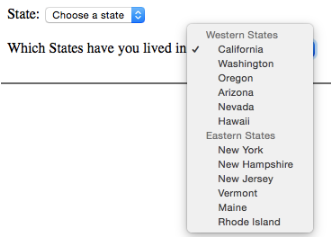 State: Choose a state
Which States have you lived in
Western States
✓ California
Washington
Oregon
Arizona
Nevada
Hawaii
Eastern States
New York
New Hampshire
New Jersey
Vermont
Maine
Rhode Island